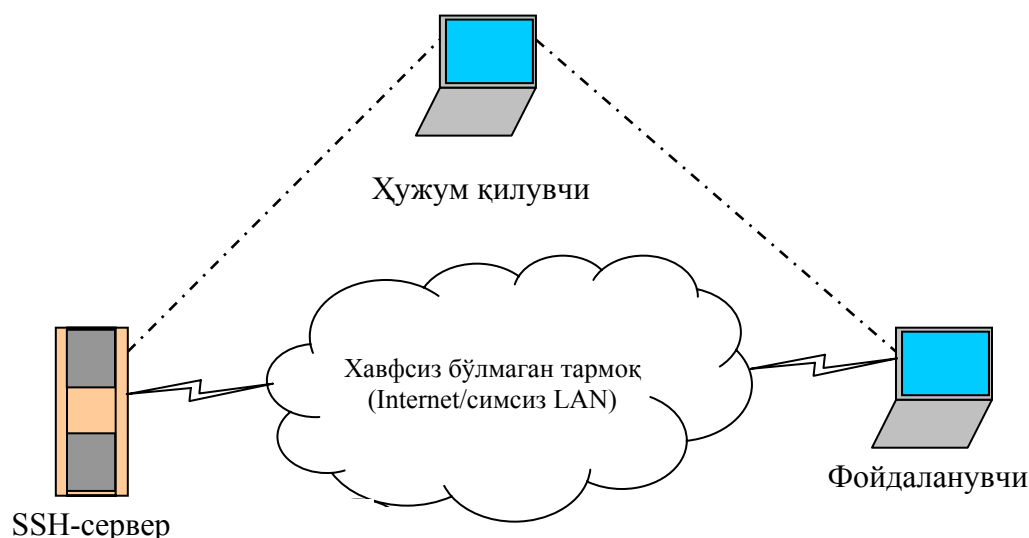 Ҳужум қилувчи
Хавфсиз бўлмаган тармоқ
(Internet/симсиз LAN)
Фойдаланувчи
SSH-сервер